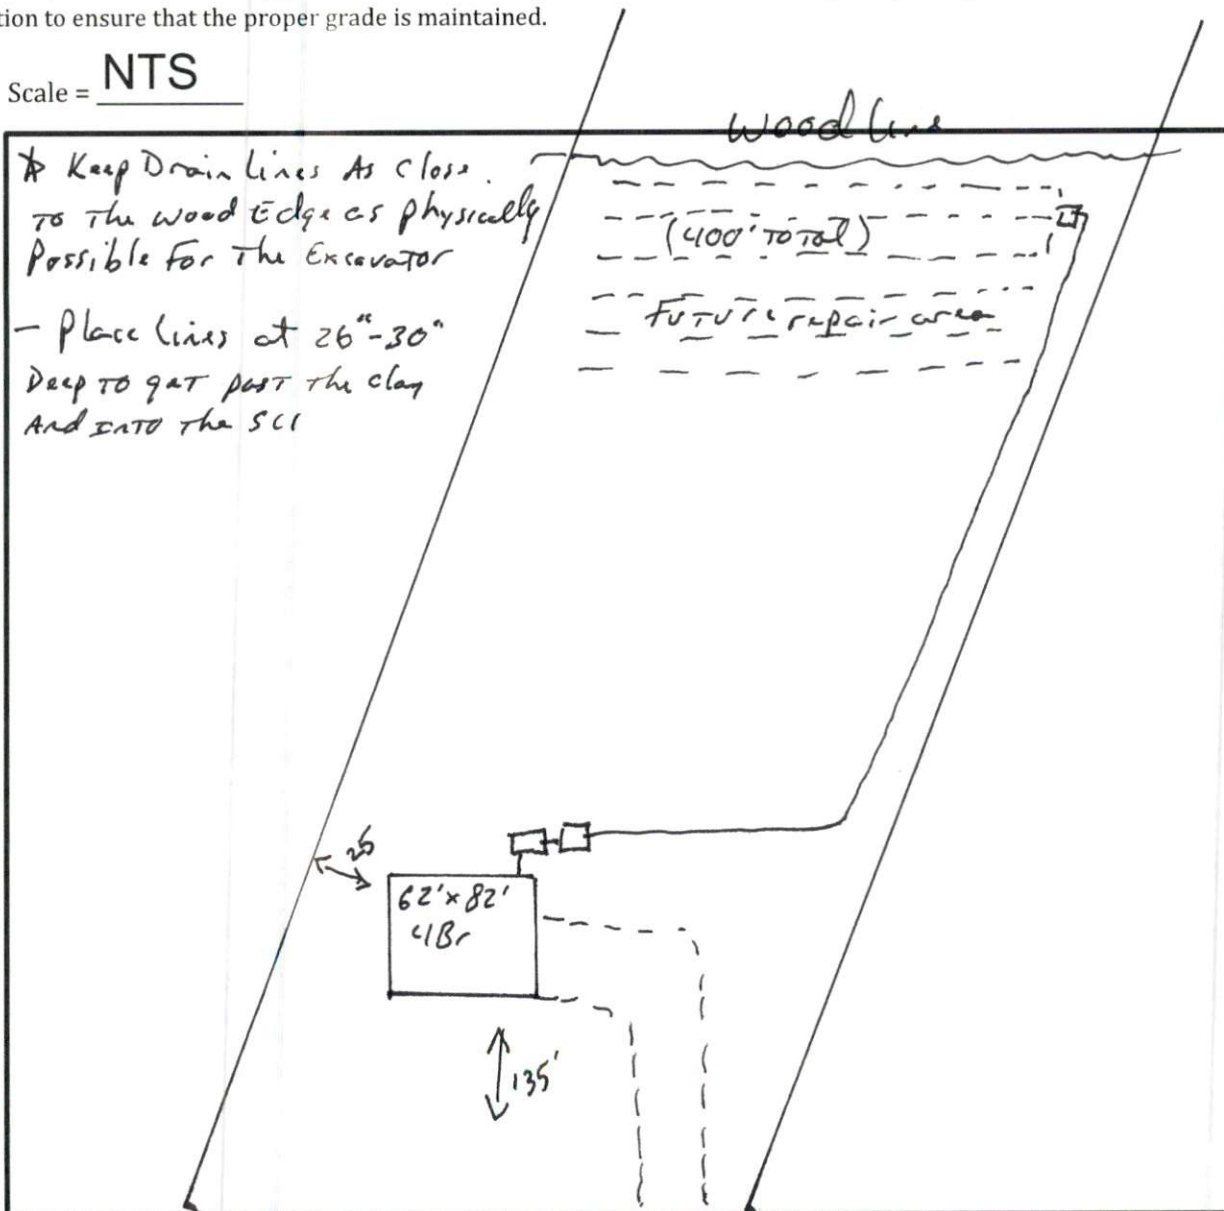 tion to ensure that the proper grade is maintained.
Scale = NTS
wood line
* Keep Drain lines As Close
To The wood Edge as physically
Possible For The Excavator
- Place lines at 26"-30"
Deep To get past The Clay
And InTo The SCl
(400' ToTal)
FuTure repair area
25
62' x 82'
4Br
135'